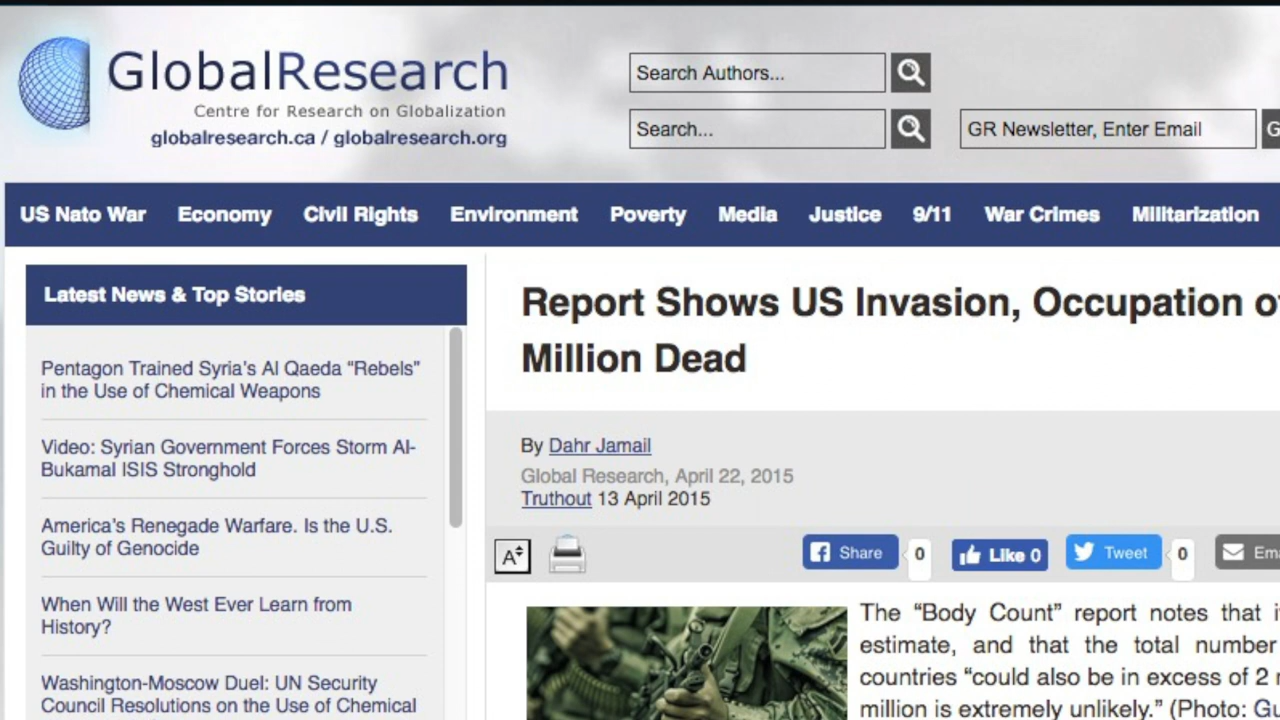 GlobalResearch
Centre for Research on Globalization
globalresearch.ca / globalresearch.org
Search Authors...
Search...
GR Newsletter, Enter Email
G
US Nato War Economy Civil Rights Environment Poverty Media Justice 9/11 War Crimes Militarization
Latest News & Top Stories
Pentagon Trained Syria's Al Qaeda “Rebels”
in the Use of Chemical Weapons
Video: Syrian Government Forces Storm Al-
Bukamal ISIS Stronghold
America's Renegade Warfare. Is the U.S.
Guilty of Genocide
When Will the West Ever Learn from
History?
Washington-Moscow Duel: UN Security
Council Resolutions on the Use of Chemical
Report Shows US Invasion, Occupation
Million Dead
By Dahr Jamail
Global Research, April 22, 2015
Truthout 13 April 2015
A
Share 0 Like 0 Tweet 0
The “Body Count” report notes that
estimate, and that the total number
countries “could also be in excess of 2
million is extremely unlikely.” (Photo: